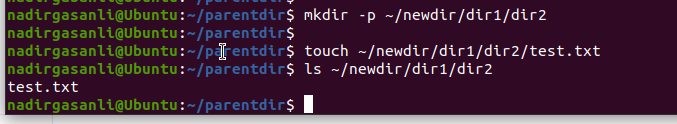 nadirgasanli@Ubuntu:~/parentdir$ mkdir -p ~/newdir/dir1/dir2
nadirgasanli@Ubuntu:~/parentdir$
nadirgasanli@Ubuntu:~/parentdir$ touch ~/newdir/dir1/dir2/test.txt
nadirgasanli@Ubuntu:~/parentdir$ ls ~/newdir/dir1/dir2
test.txt
nadirgasanli@Ubuntu:~/parentdir$